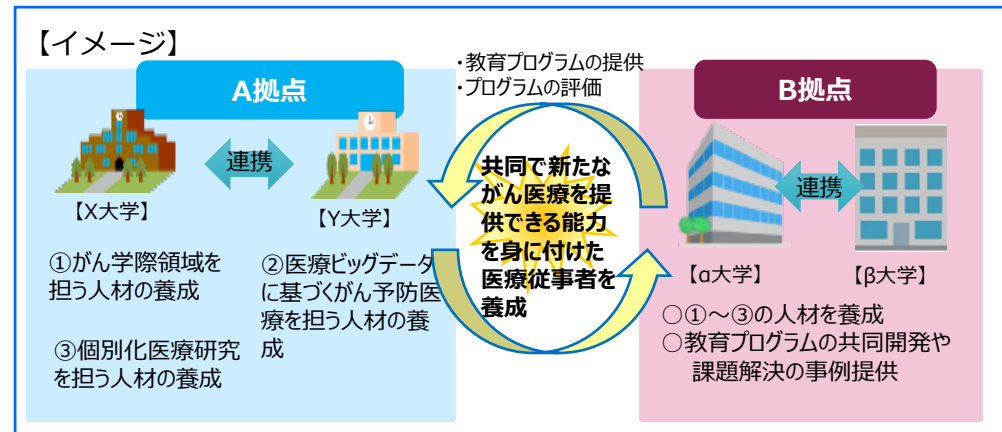 【イメージ】
A拠点
・教育プログラムの提供
・プログラムの評価
B拠点
連携
【X大学】
【Y大学】
①がん学際領域を
担う人材の養成
②医療ビッグデータ
に基づくがん予防医
療を担う人材の養
成
③個別化医療研究
を担う人材の養成
共同で新たな
がん医療を提
供できる能力
を身に付けた
医療従事者を
養成
連携
【α大学】
【β大学】
○①～③の人材を養成
○教育プログラムの共同開発や
課題解決の事例提供